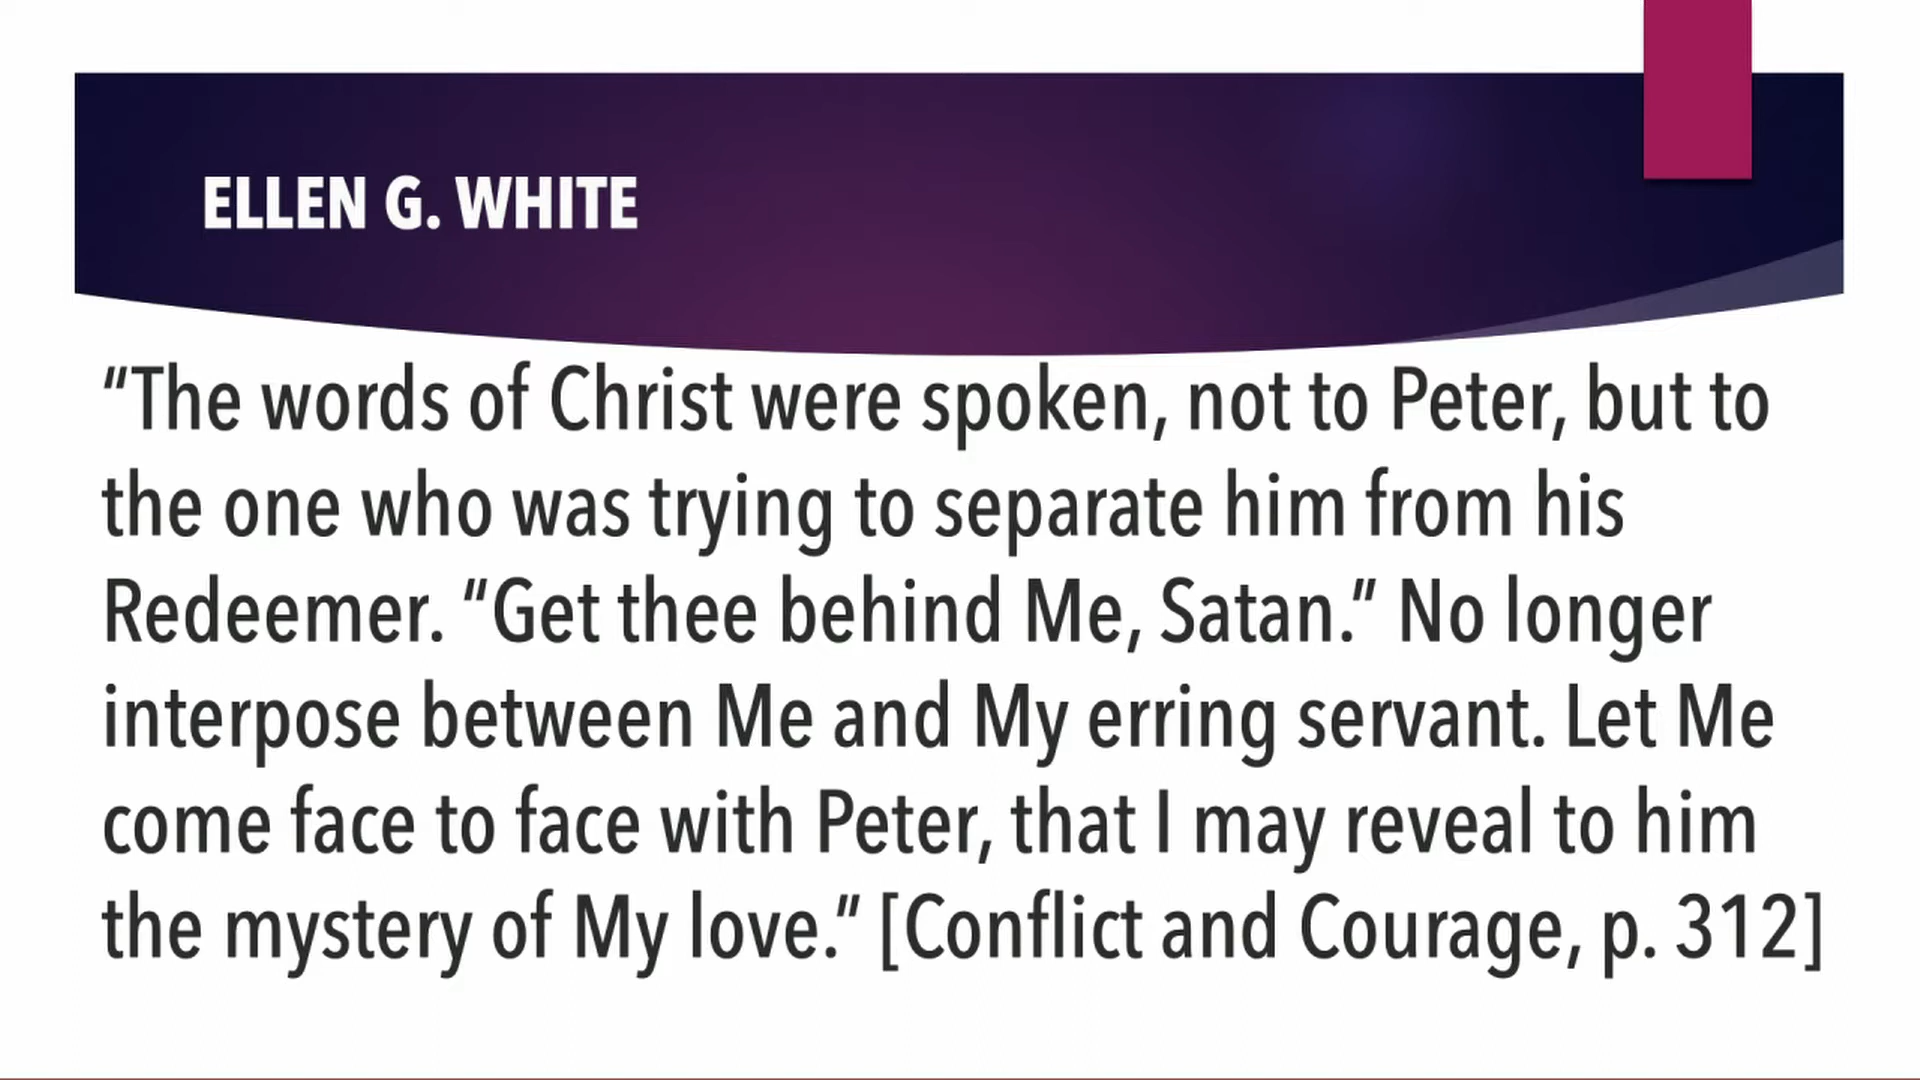 ELLEN G. WHITE
“The words of Christ were spoken, not to Peter, but to
the one who was trying to separate him from his
Redeemer. “Get thee behind Me, Satan.” No longer
interpose between Me and My erring servant. Let Me
come face to face with Peter, that I may reveal to him
the mystery of My love.” [Conflict and Courage, p. 312]